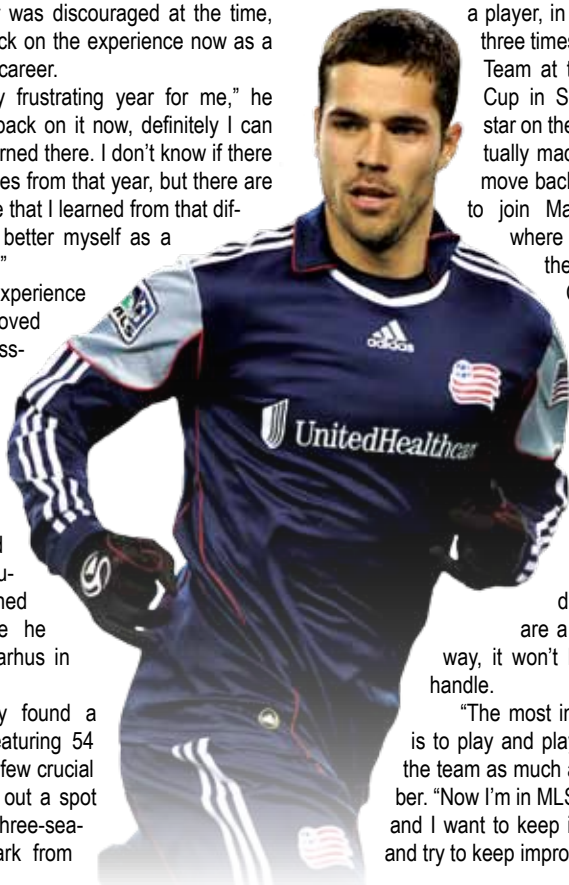 was discouraged at the time,
ck on the experience now as a
career.
y frustrating year for me,” he
back on it now, definitely I can
rned there. I don’t know if there
es from that year, but there are
e that I learned from that dif-
better myself as a
”
xperience
oved
ss-
d
u-
ned
e he
arhus in
y found a
eaturing 54
few crucial
out a spot
hree-sea-
ark from
MLS
adidas
UnitedHealthcar
a player, in
three times
Team at t
Cup in S
star on the
tually mac
move back
to join Ma
where
the
d
are a
way, it won’t
handle.
“The most in
is to play and play
the team as much a
ber. “Now I’m in MLS
and I want to keep i
and try to keep impro